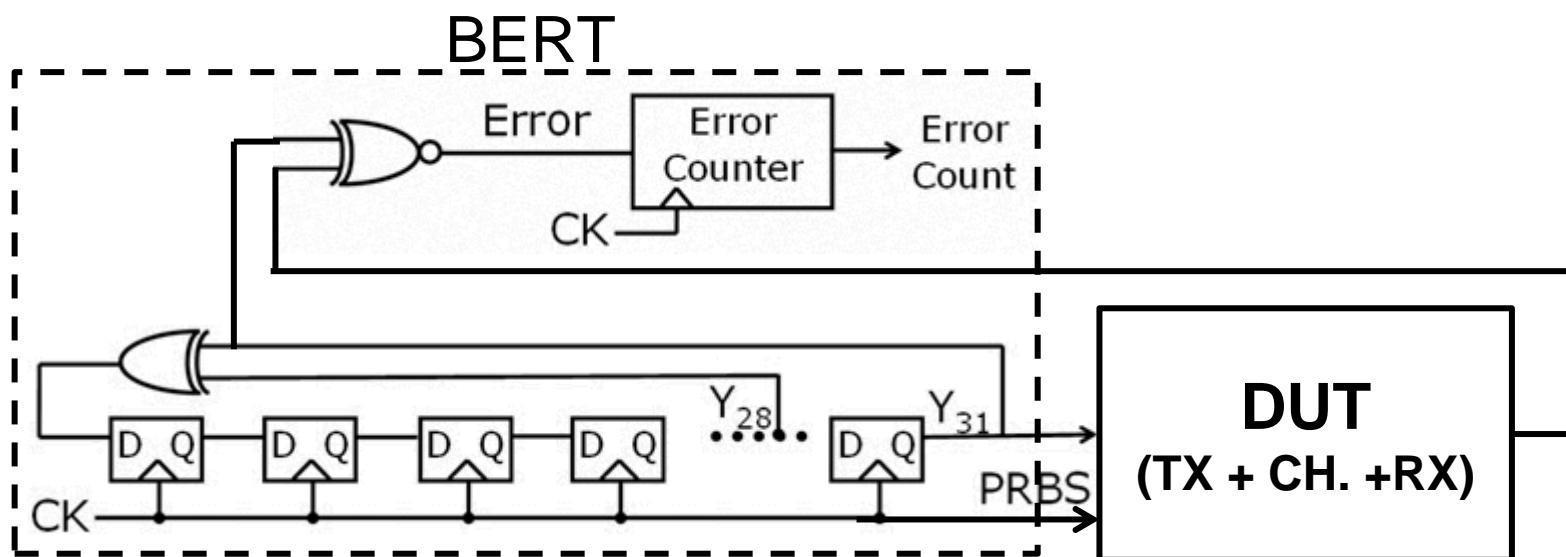 BERT
Error
Error
Counter
Error
Count
CK
Y28
Y31
D Q
D Q
D Q
D Q
D Q
PRBS
CK
DUT
(TX + CH. +RX)